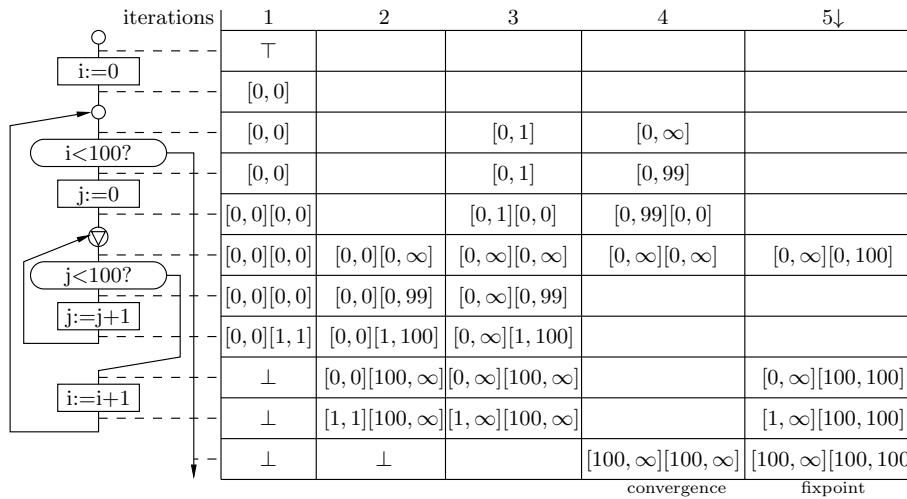 iterations 1 2 3 4 5↓
⊤
i:=0
[0, 0]
[0, 0] [0, 1] [0, ∞]
i<100?
[0, 0] [0, 1] [0, 99]
j:=0
[0, 0][0, 0] [0, 1][0, 0] [0, 99][0, 0]
[0, 0][0, 0] [0, 0][0, ∞] [0, ∞][0, ∞] [0, ∞][0, ∞] [0, ∞][0, 100]
j<100?
[0, 0][0, 0] [0, 0][0, 99] [0, ∞][0, 99]
j:=j+1
[0, 0][1, 1] [0, 0][1, 100] [0, ∞][1, 100]
⊥ [0, 0][100, ∞] [0, ∞][100, ∞] [0, ∞][100, 100]
i:=i+1
⊥ [1, 1][100, ∞] [1, ∞][100, ∞] [1, ∞][100, 100]
⊥ ⊥ [100, ∞][100, ∞] [100, ∞][100, 100
convergence fixpoint